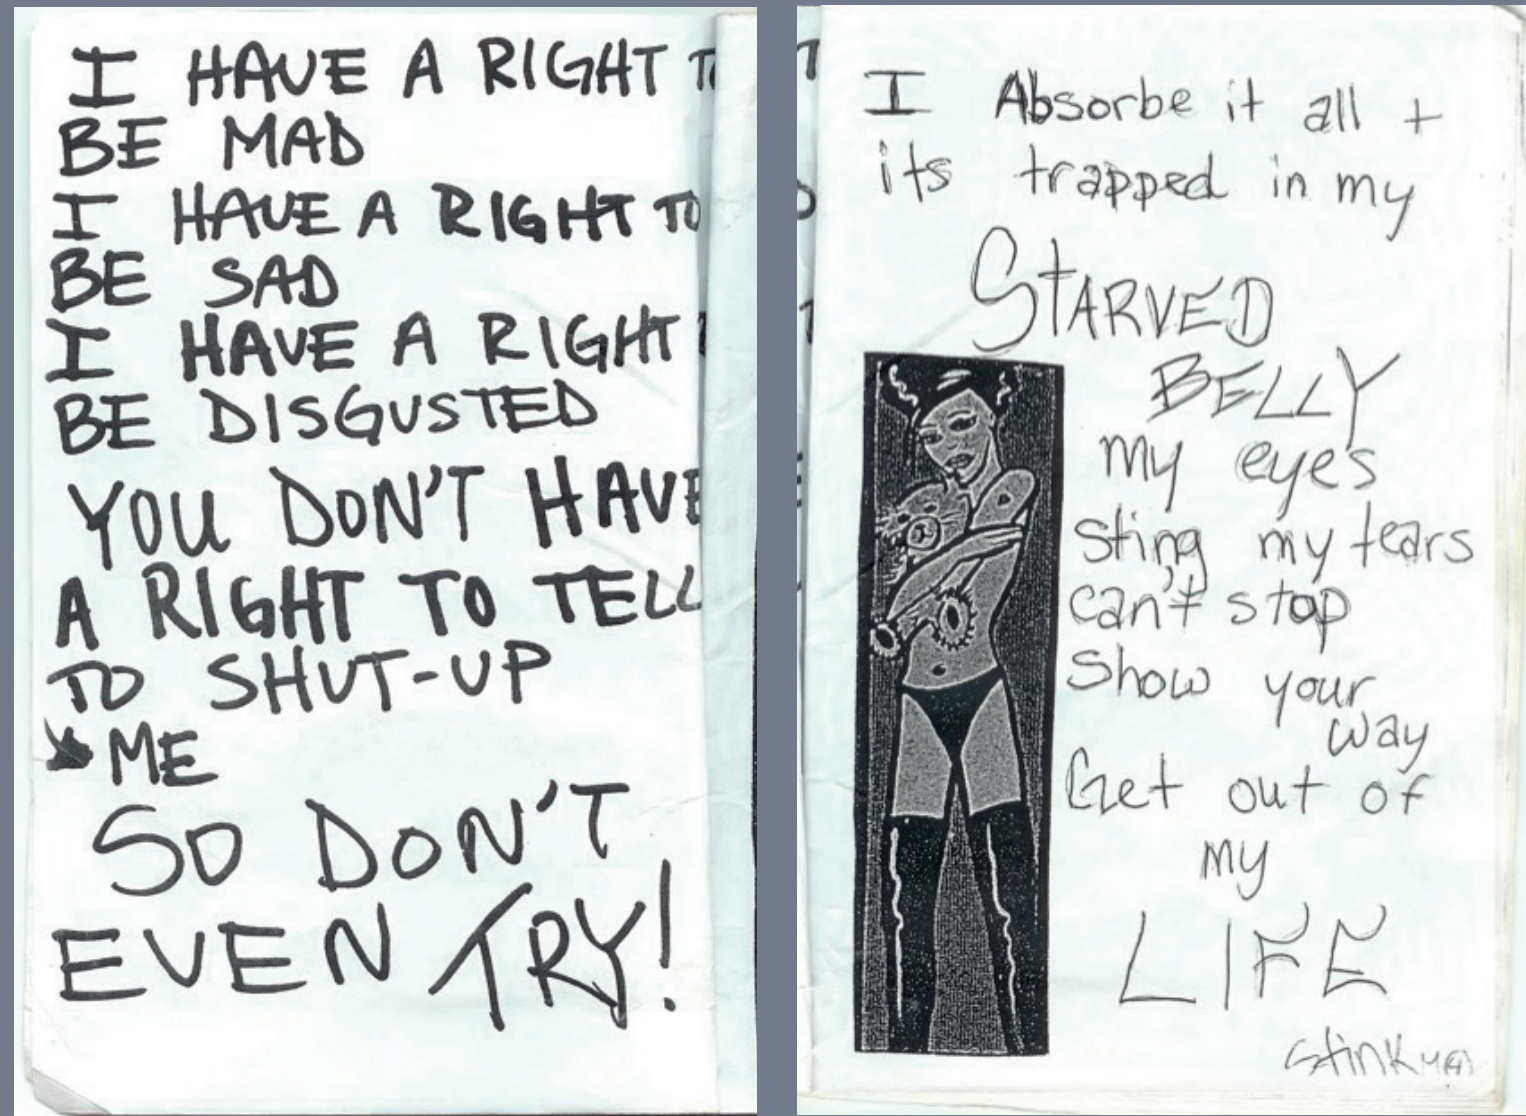 I HAVE A RIGHT TO
BE MAD
I HAVE A RIGHT TO
BE SAD
I HAVE A RIGHT
BE DISGUSTED
YOU DON'T HAVE
A RIGHT TO TELL
TO SHUT-UP
ME
SO DON'T
EVEN TRY!
I Absorbe it all +
its trapped in my
STARVED
BELLY
my eyes
sting my tears
can't stop
show your
way
Get out of
my
LIFE